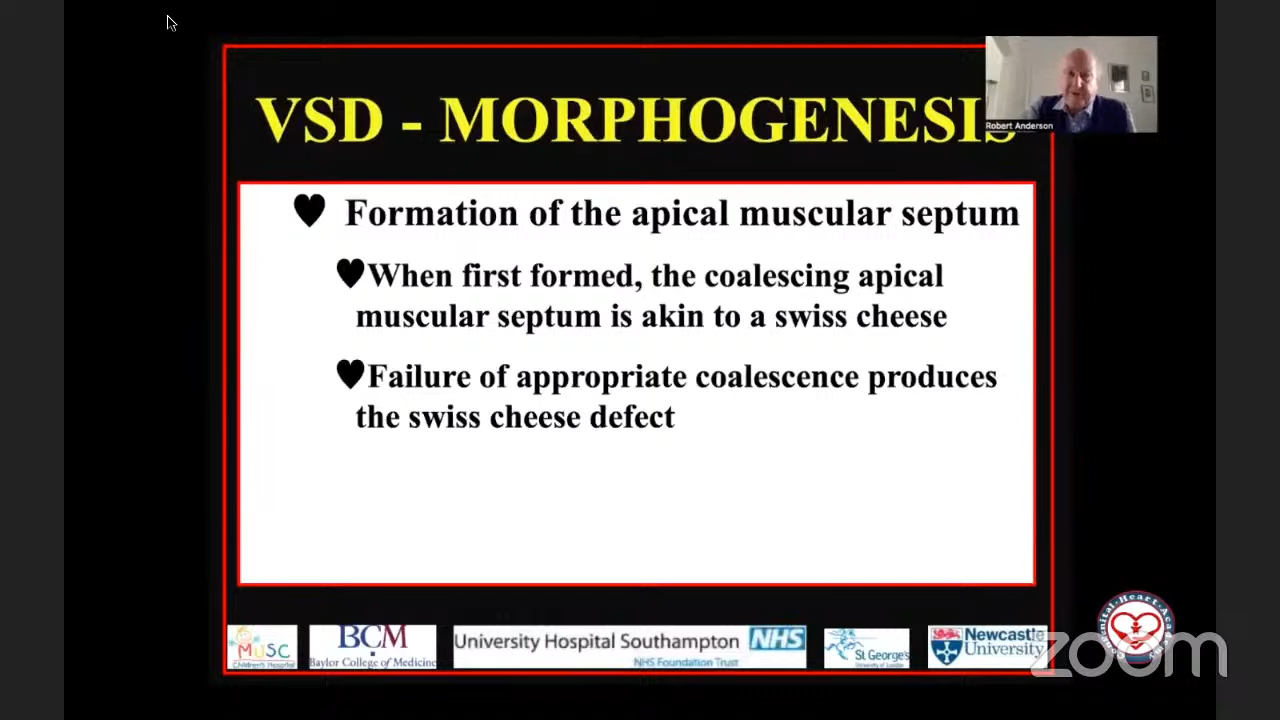 VSD - MORPHOGENESIS
Robert Anderson
Formation of the apical muscular septum
When first formed, the coalescing apical
muscular septum is akin to a swiss cheese
Failure of appropriate coalescence produces
the swiss cheese defect
MUSC
Children's Hospital
BCM
Baylor College of Medicine
University Hospital Southampton NHS
NHS Foundation Trust
St George's
University of London
Newcastle
University
zoom